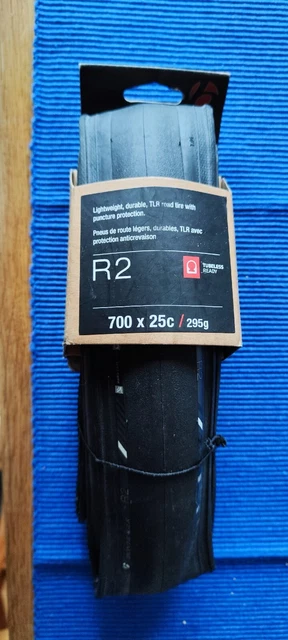 Lightweight, durable, TLR road tire with
puncture protection.
Pneus de route légers, durables, TLR avec
protection anticrevaison
R2
TUBELESS
READY
700 x 25c / 295g